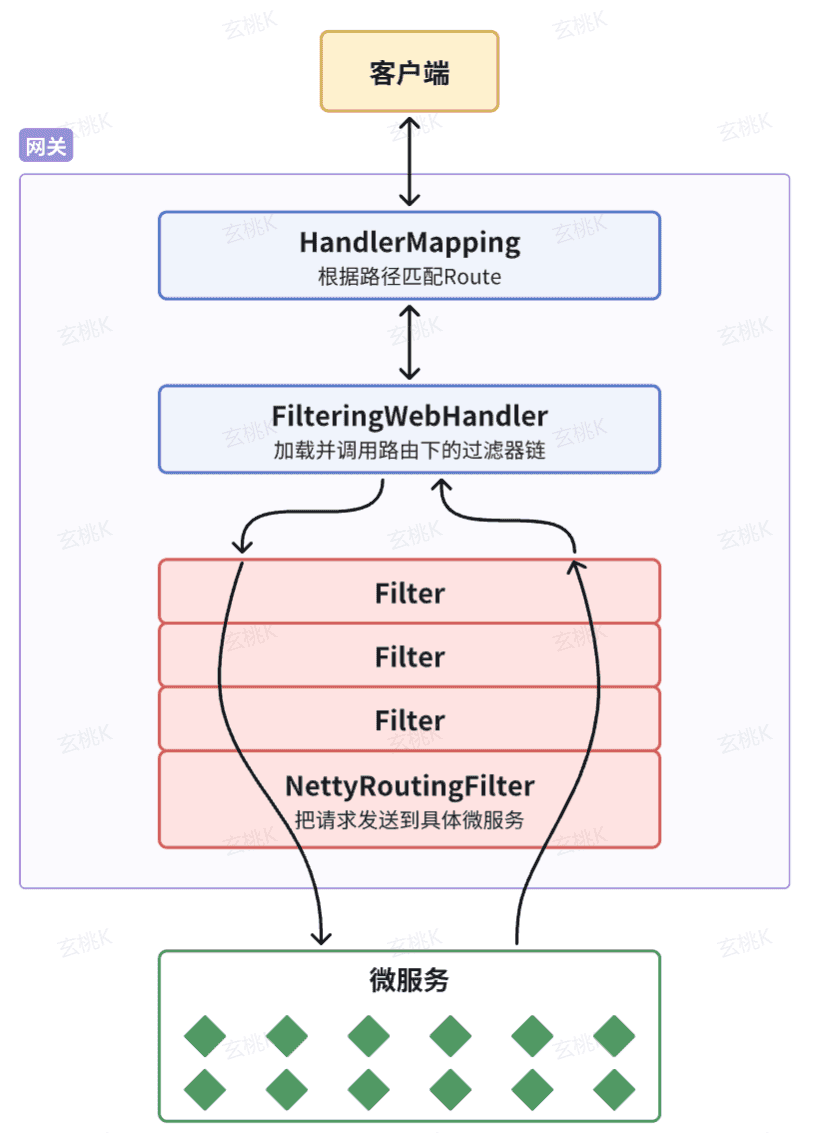 客户端
网关
HandlerMapping
根据路径匹配Route
FilteringWebHandler
加载并调用路由下的过滤器链
Filter
Filter
Filter
NettyRoutingFilter
把请求发送到具体微服务
微服务
玄桃K